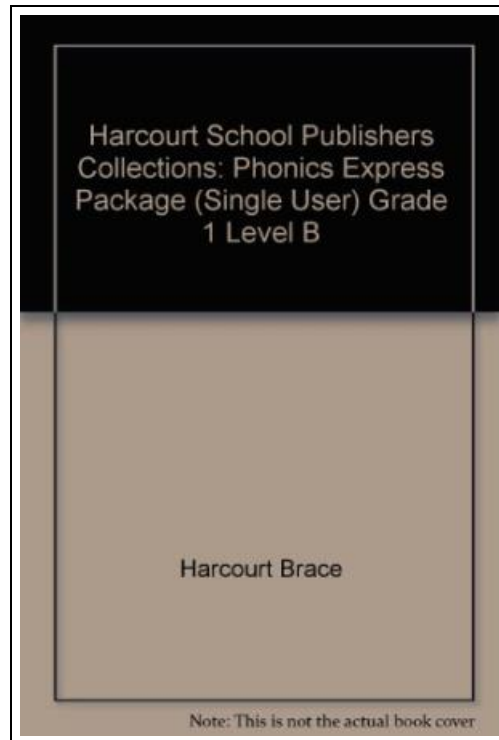 Harcourt School Publishers
Collections: Phonics Express
Package (Single User) Grade
1 Level B
Harcourt Brace
Note: This is not the actual book cover